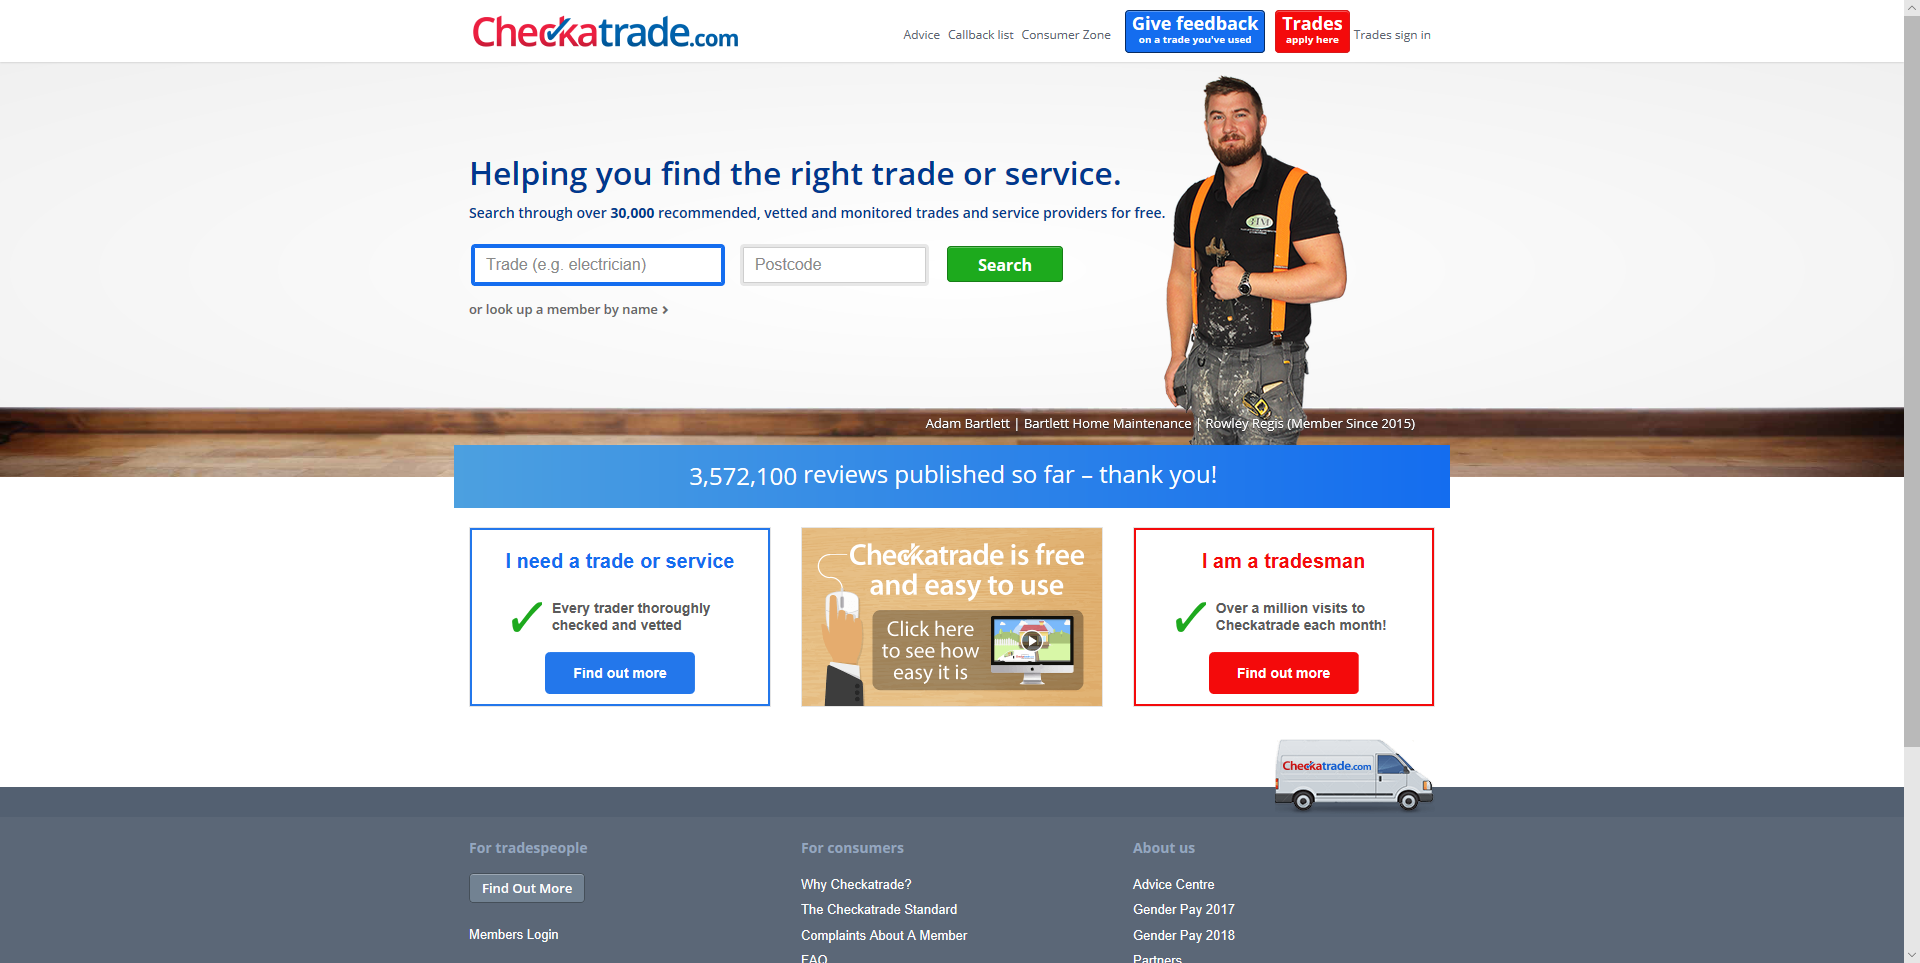 Checkatrade.com
Advice Callback list Consumer Zone
Give feedback
on a trade you've used
Trades
apply here
Trades sign in
Helping you find the right trade or service.
Search through over 30,000 recommended, vetted and monitored trades and service providers for free.
Trade (e.g. electrician)
Postcode
Search
or look up a member by name
Adam Bartlett | Bartlett Home Maintenance | Rowley Regis (Member Since 2015)
3,572,100 reviews published so far – thank you!
I need a trade or service
Every trader thoroughly
checked and vetted
Find out more
Checkatrade is free
and easy to use
Click here
to see how
easy it is
I am a tradesman
Over a million visits to
Checkatrade each month!
Find out more
Checkatrade.com
For tradespeople
Find Out More
Members Login
For consumers
Why Checkatrade?
The Checkatrade Standard
Complaints About A Member
FAQ
About us
Advice Centre
Gender Pay 2017
Gender Pay 2018
Partners